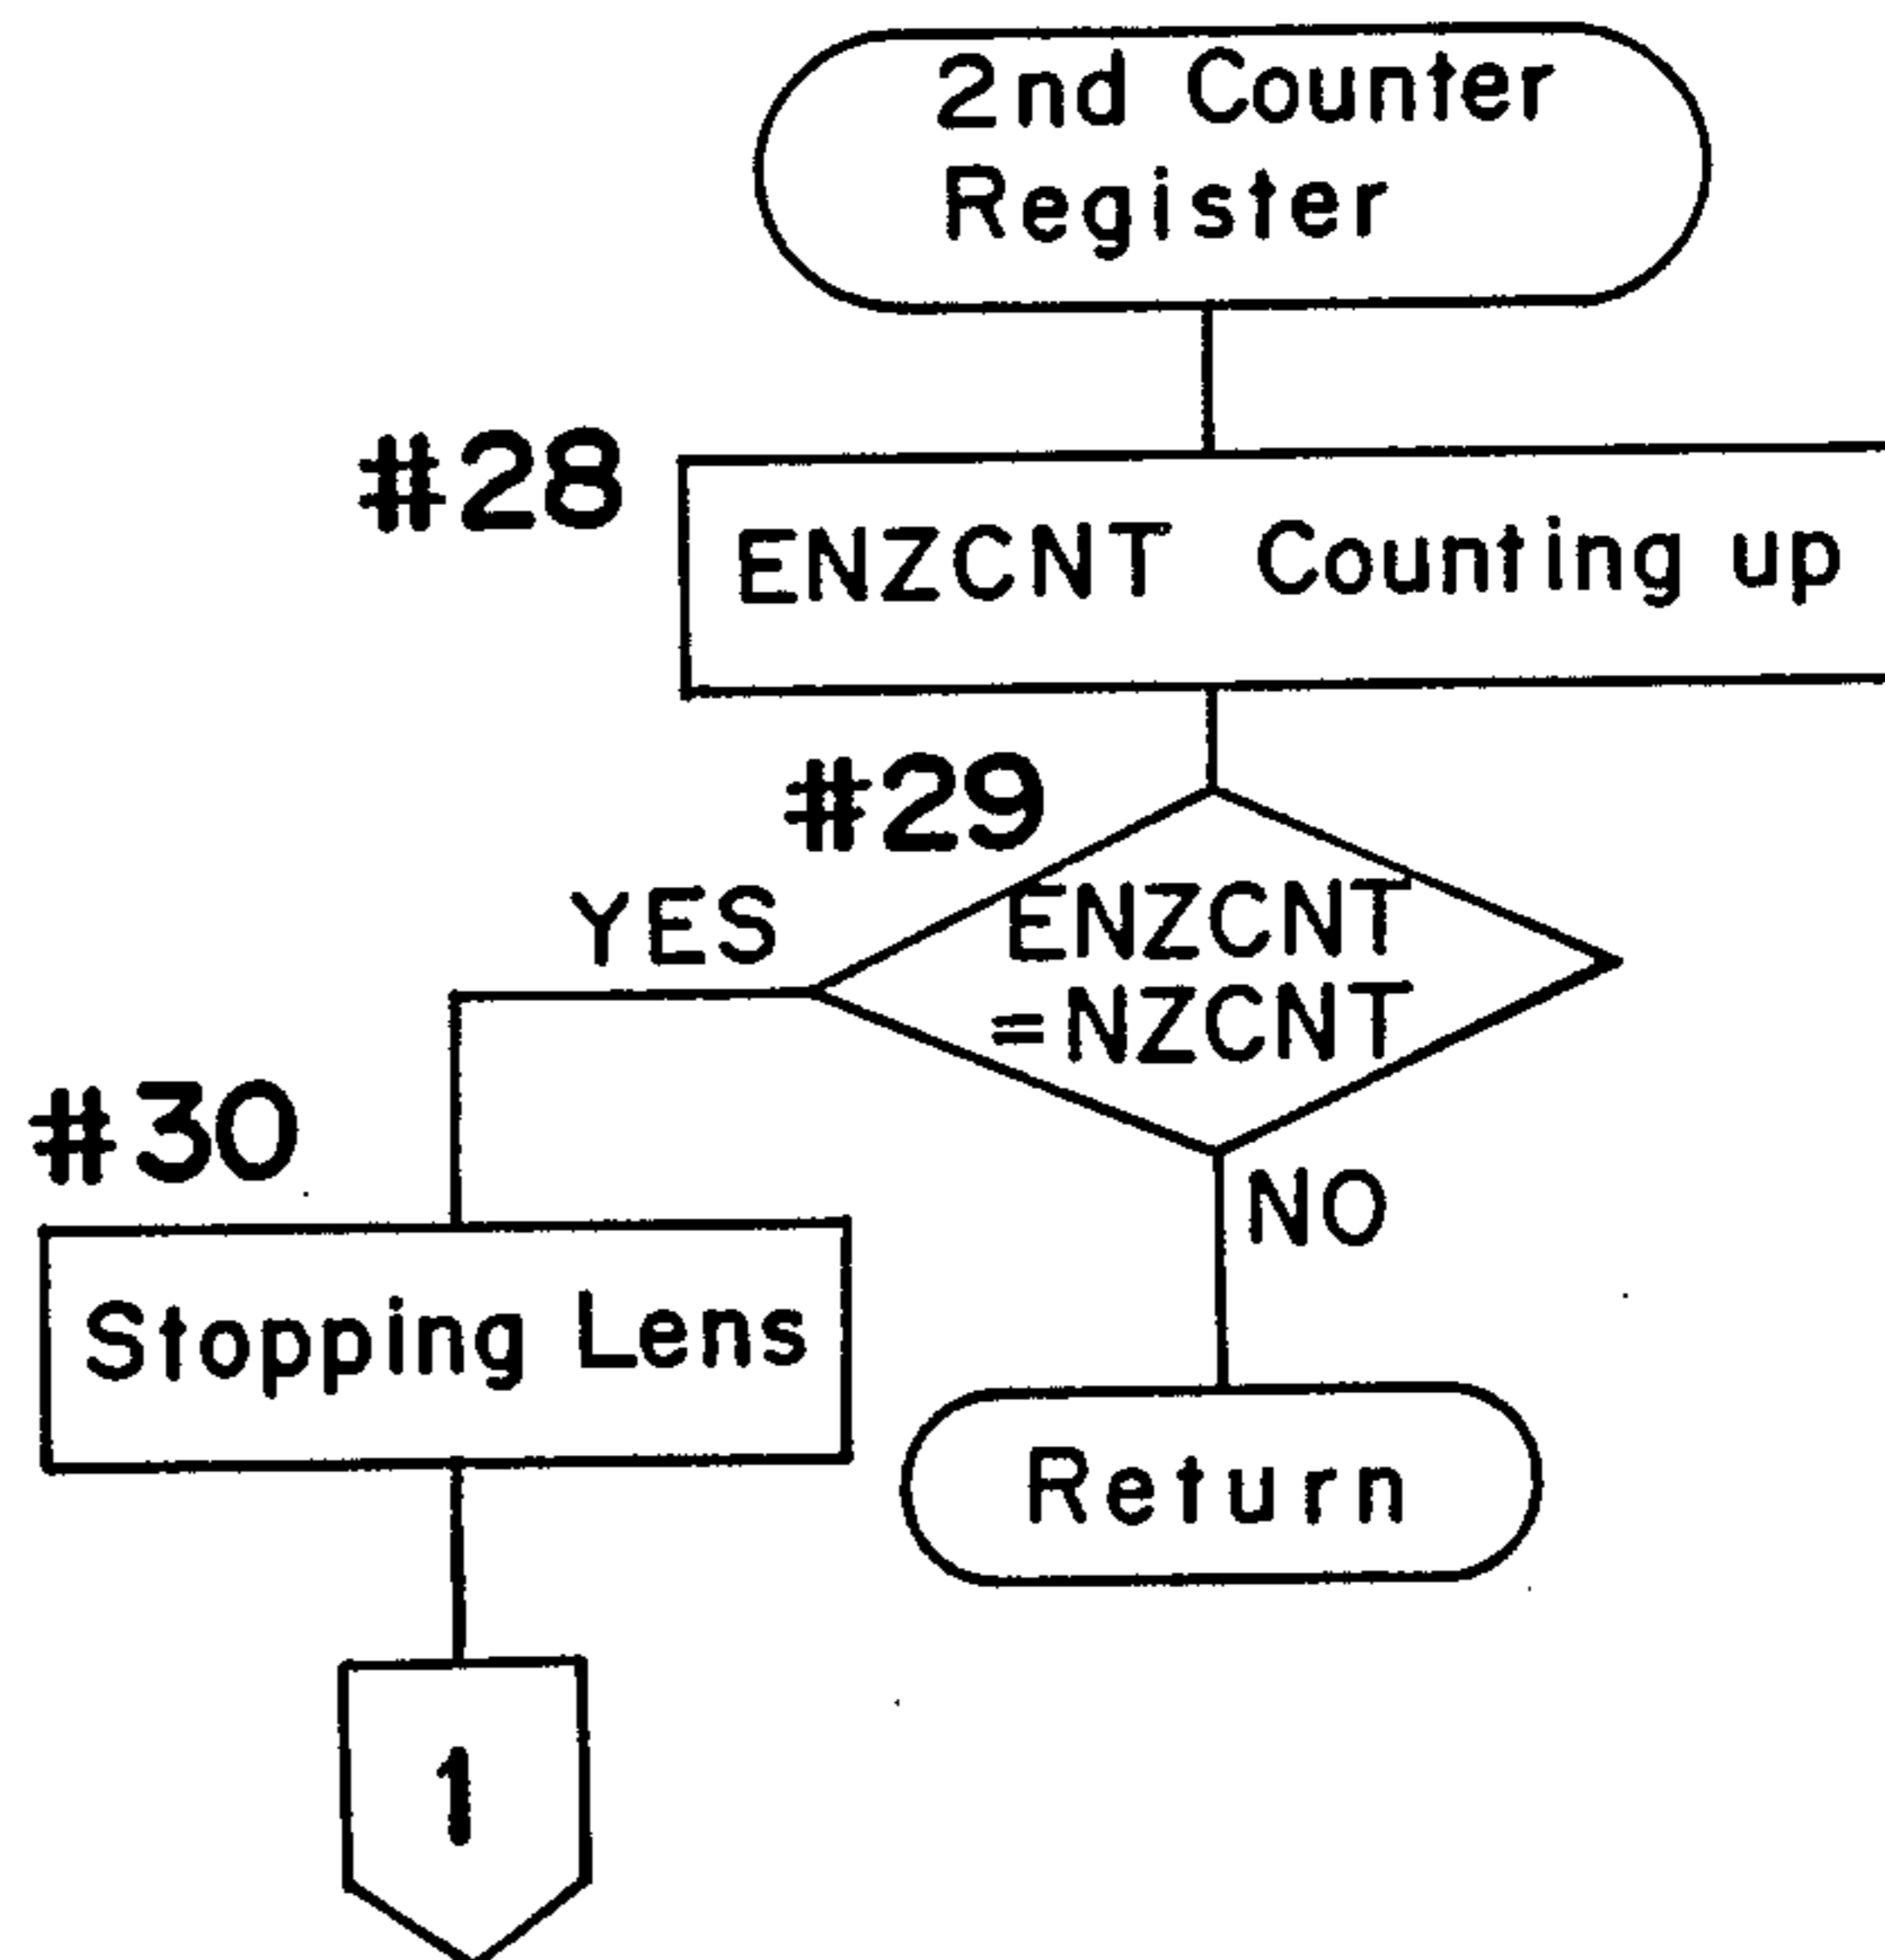 2nd Counter
Register
#28
ENZCNT Counting up
#29
YES
ENZCNT
=NZCNT
#30
NO
Stopping Lens
Return
1